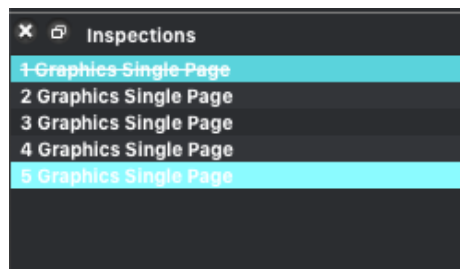 Inspections
1 Graphics Single Page
2 Graphics Single Page
3 Graphics Single Page
4 Graphics Single Page
5 Graphics Single Page